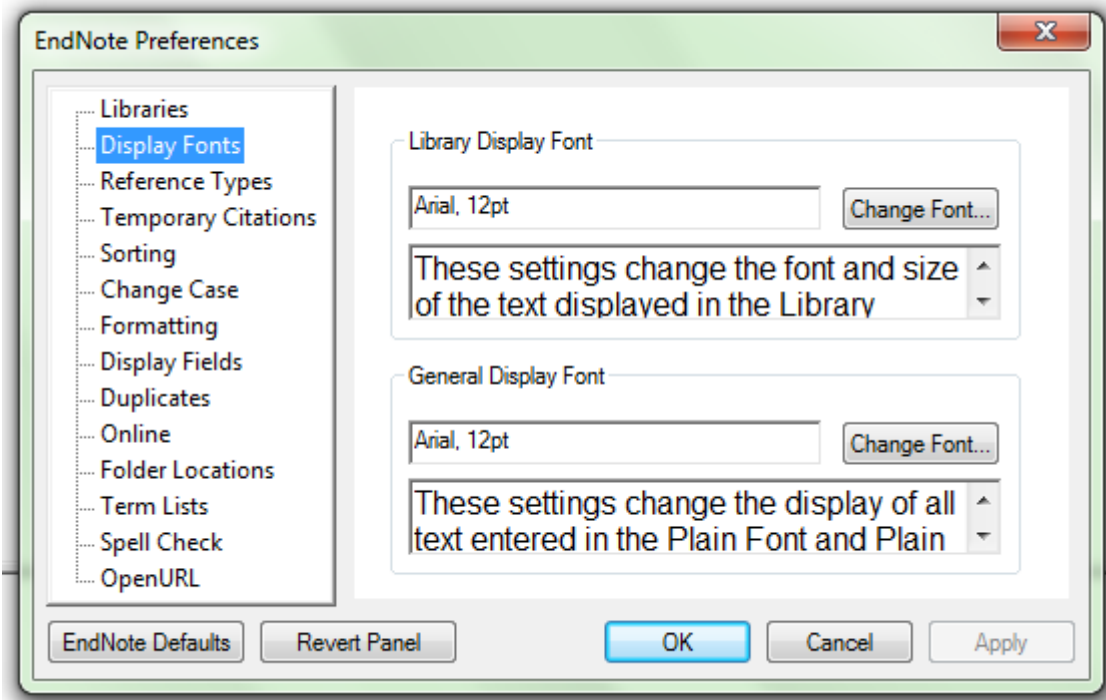 EndNote Preferences
Libraries
Display Fonts
Reference Types
Temporary Citations
Sorting
Change Case
Formatting
Display Fields
Duplicates
Online
Folder Locations
Term Lists
Spell Check
OpenURL
Library Display Font
Arial, 12pt
Change Font...
These settings change the font and size
of the text displayed in the Library
General Display Font
Arial, 12pt
Change Font...
These settings change the display of all
text entered in the Plain Font and Plain
EndNote Defaults
Revert Panel
OK
Cancel
Apply